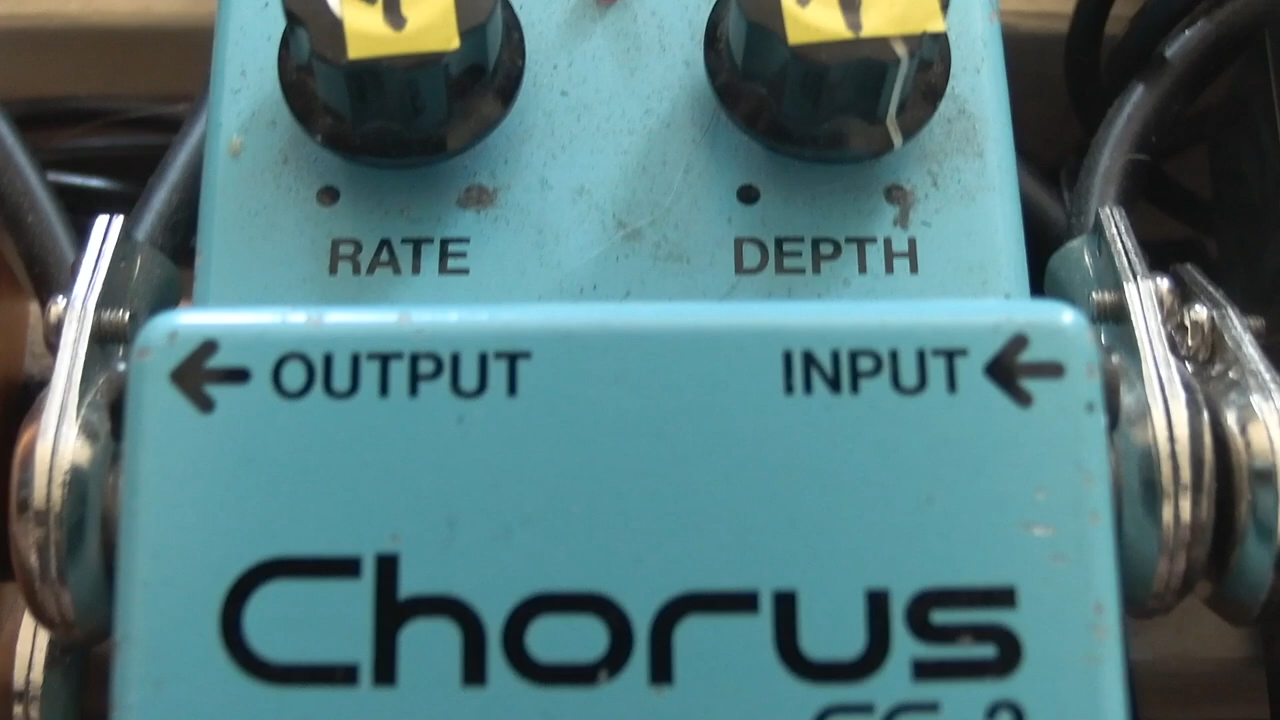 RATE DEPTH
← OUTPUT INPUT ←
Chorus